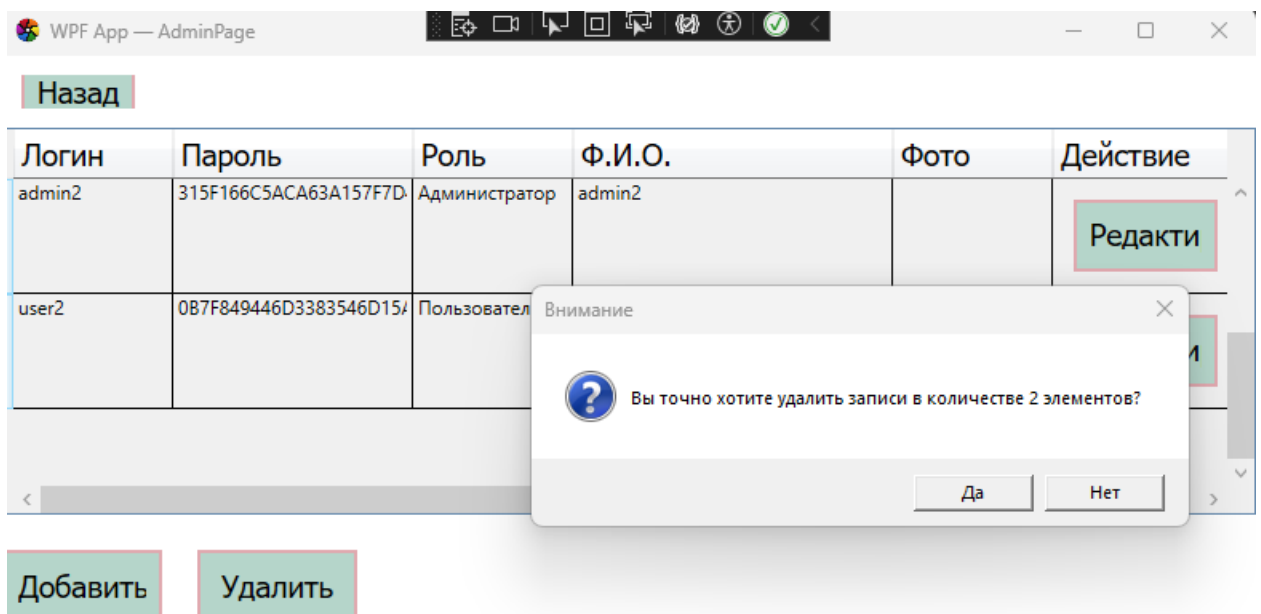 WPF App — AdminPage
Назад
Логин Пароль Роль Ф.И.О. Фото Действие
admin2 315F166C5ACA63A157F7D Администратор admin2
Редакти
user2 0B7F849446D3383546D15 Пользовател
Внимание
и
Вы точно хотите удалить записи в количестве 2 элементов?
Да Нет
Добавить Удалить